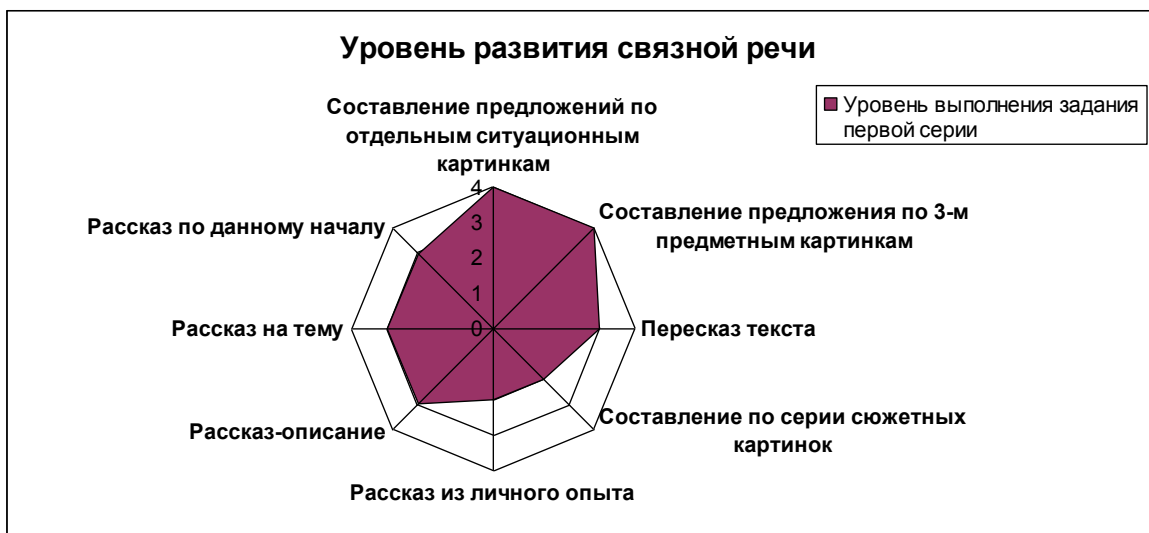 Уровень развития связной речи
Уровень выполнения задания
первой серии
Составление предложений по
отдельным ситуационным
картинкам
Составление предложения по 3-м
предметным картинкам
Пересказ текста
Составление по серии сюжетных
картинок
Рассказ из личного опыта
Рассказ-описание
Рассказ на тему
Рассказ по данному началу
4
3
2
1
0